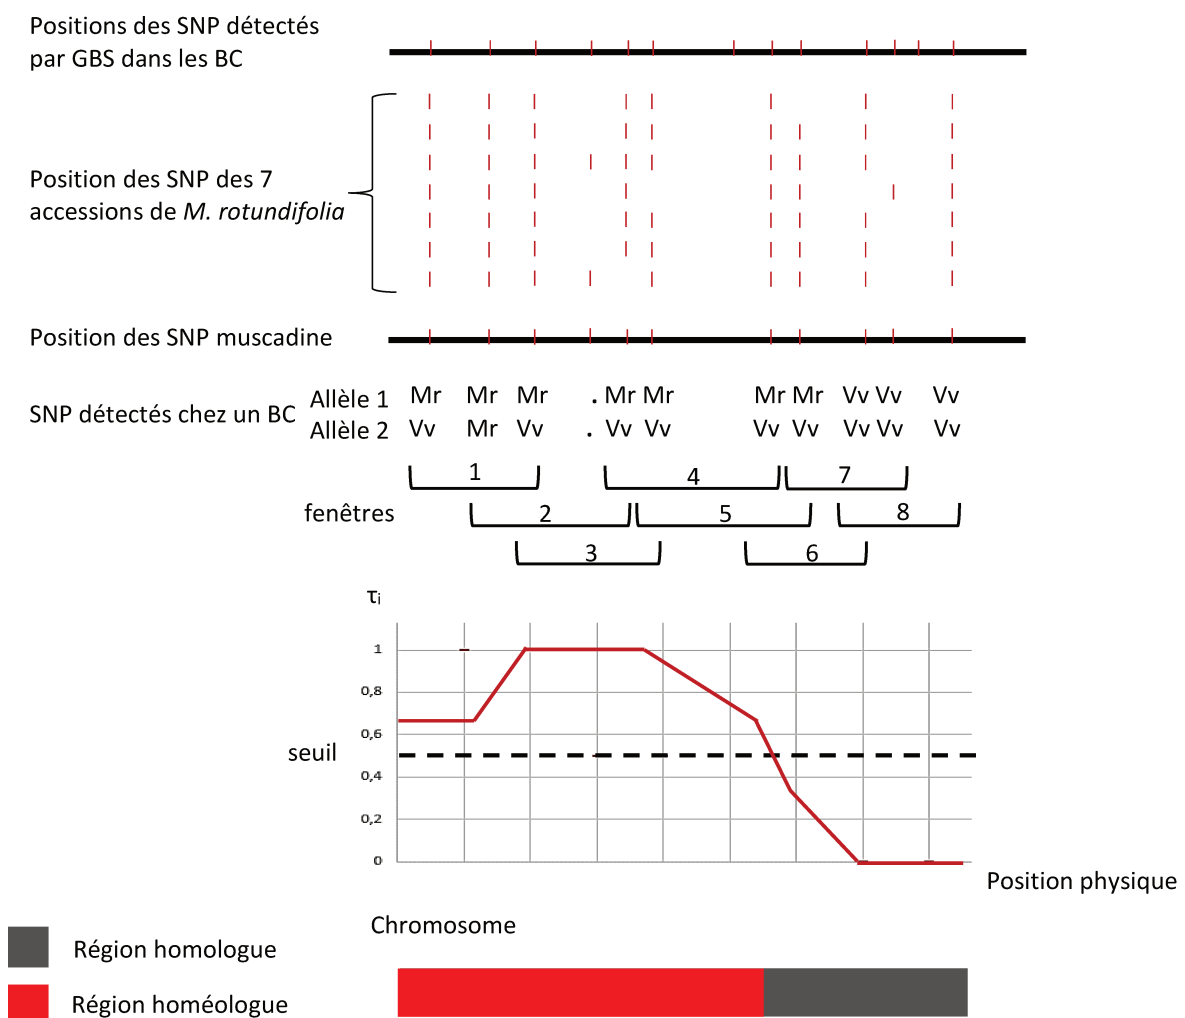 Positions des SNP détectés
par GBS dans les BC
Position des SNP des 7
accessions de M. rotundifolia
Position des SNP muscadine
SNP détectés chez un BC
Allèle 1 Mr Mr Mr . Mr Mr Mr Mr Vv Vv Vv
Allèle 2 Vv Mr Vv . Vv Vv Vv Vv Vv Vv Vv
1 4 7
fenêtres 2 5 8
3 6
τi
1
0,8
0,6
seuil
0,4
0,2
0
Position physique
Chromosome
Région homologue
Région homéologue